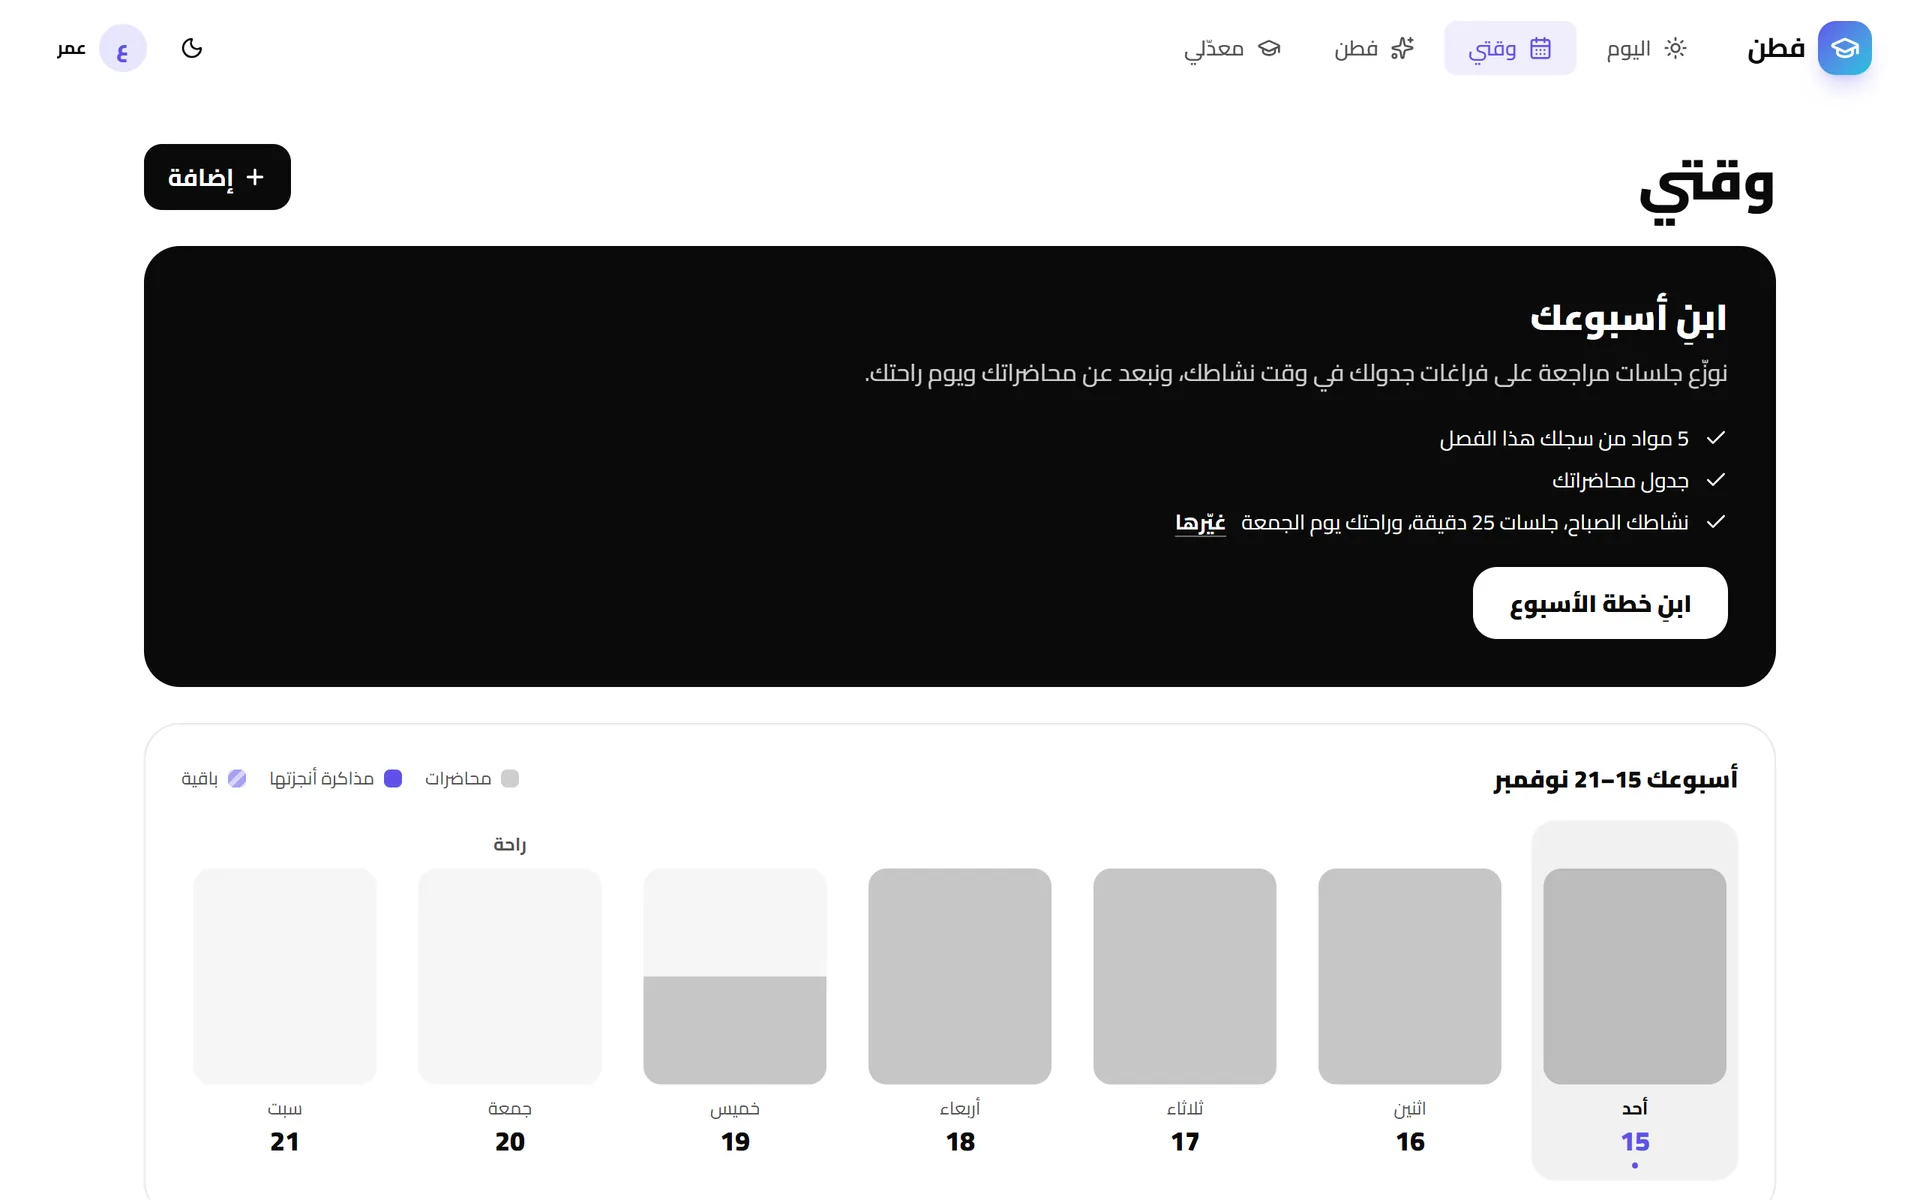 فطن
اليوم
وقتي
فطن
معدّلي
ع
عمر
وقتي
إضافة
ابنِ أسبوعك
نوزّع جلسات مراجعة على فراغات جدولك في وقت نشاطك، ونبعد عن محاضراتك ويوم راحتك.
5 مواد من سجلك هذا الفصل
جدول محاضراتك
نشاطك الصباح، جلسات 25 دقيقة، وراحتك يوم الجمعة غيّرها
ابنِ خطة الأسبوع
أسبوعك 15–21 نوفمبر
محاضرات
مذاكرة أنجزتها
باقية
راحة
أحد
15
اثنين
16
ثلاثاء
17
أربعاء
18
خميس
19
جمعة
20
سبت
21